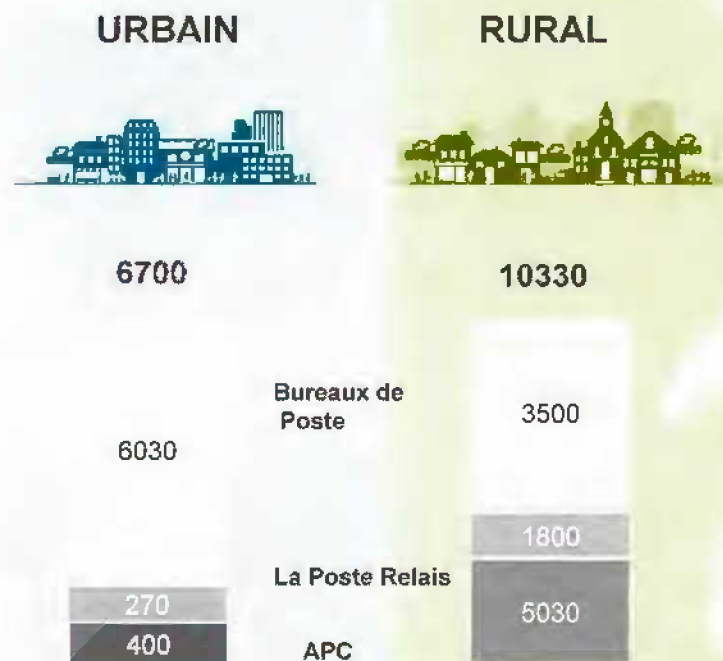 URBAIN
RURAL
6700
10330
Bureaux de
Poste
6030
3500
La Poste Relais
270
1800
400
5030
APC